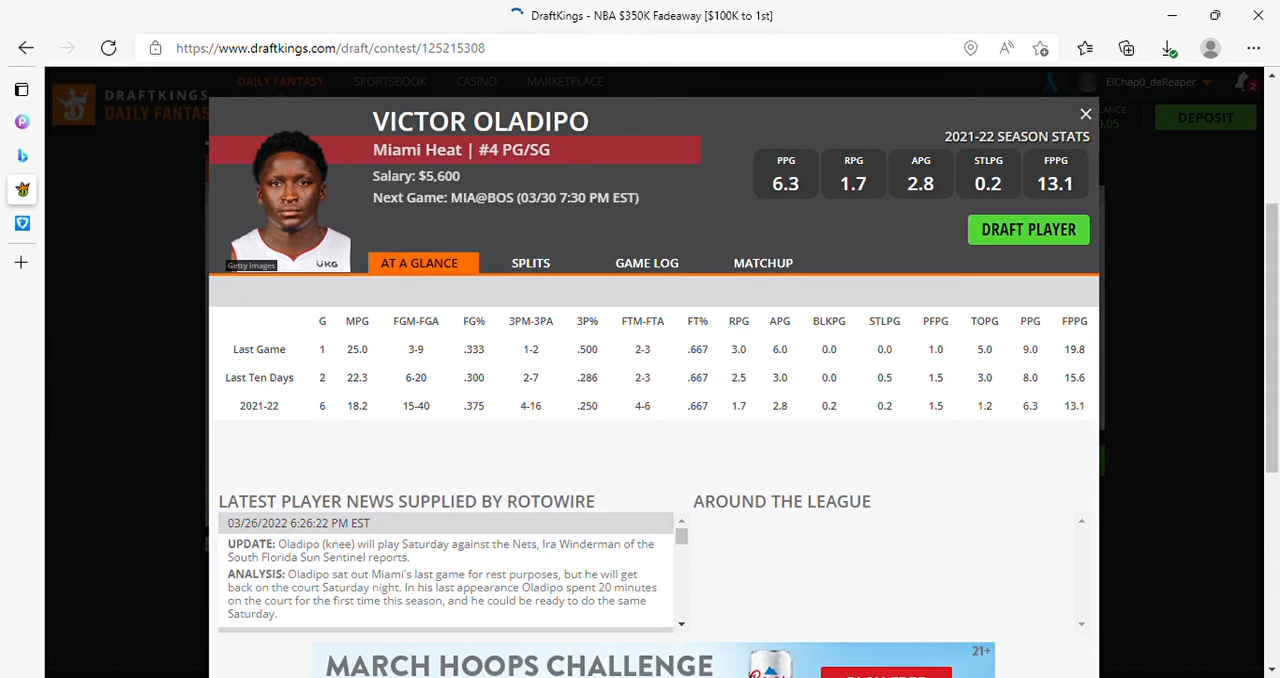 DraftKings - NBA $350K Fadeaway [$100K to 1st]
https://www.draftkings.com/draft/contest/125215308
DAILY FANTASY SPORTSBOOK CASINO MARKETPLACE
ElChap0_daReaper
2
DRAFTKINGS
DAILY FANTAS
DEPOSIT
VICTOR OLADIPO
Miami Heat | #4 PG/SG
Salary: $5,600
Next Game: MIA@BOS (03/30 7:30 PM EST)
2021-22 SEASON STATS
PPG RPG APG STLPG FPPG
6.3 1.7 2.8 0.2 13.1
DRAFT PLAYER
UKG
Getty Images
AT A GLANCE SPLITS GAME LOG MATCHUP
G MPG FGM-FGA FG% 3PM-3PA 3P% FTM-FTA FT% RPG APG BLKPG STLPG PFPG TOPG PPG FPPG
Last Game 1 25.0 3-9 .333 1-2 .500 2-3 .667 3.0 6.0 0.0 0.0 1.0 5.0 9.0 19.8
Last Ten Days 2 22.3 6-20 .300 2-7 .286 2-3 .667 2.5 3.0 0.0 0.5 1.5 3.0 8.0 15.6
2021-22 6 18.2 15-40 .375 4-16 .250 4-6 .667 1.7 2.8 0.2 0.2 1.5 1.2 6.3 13.1
LATEST PLAYER NEWS SUPPLIED BY ROTOWIRE
03/26/2022 6:26:22 PM EST
UPDATE: Oladipo (knee) will play Saturday against the Nets, Ira Winderman of the
South Florida Sun Sentinel reports.
ANALYSIS: Oladipo sat out Miami's last game for rest purposes, but he will get
back on the court Saturday night. In his last appearance Oladipo spent 20 minutes
on the court for the first time this season, and he could be ready to do the same
Saturday.
AROUND THE LEAGUE
MARCH HOOPS CHALLENGE
21+